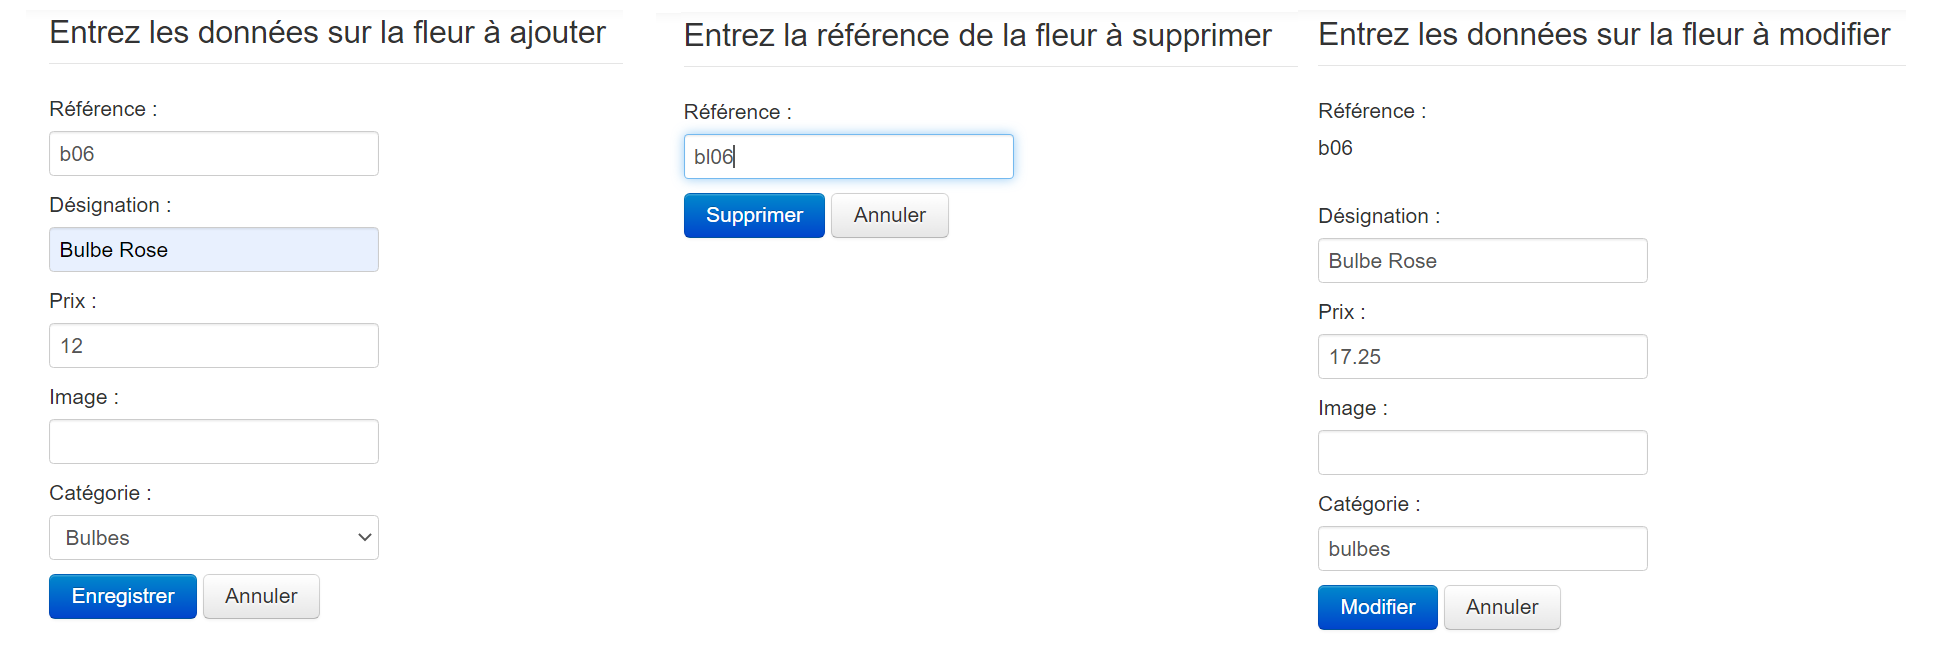 Entrez les données sur la fleur à ajouter
Référence :
b06
Désignation :
Bulbe Rose
Prix :
12
Image :
Catégorie :
Bulbes
Enregistrer
Annuler
Entrez la référence de la fleur à supprimer
Référence :
bl06
Supprimer
Annuler
Entrez les données sur la fleur à modifier
Référence :
b06
Désignation :
Bulbe Rose
Prix :
17.25
Image :
Catégorie :
bulbes
Modifier
Annuler